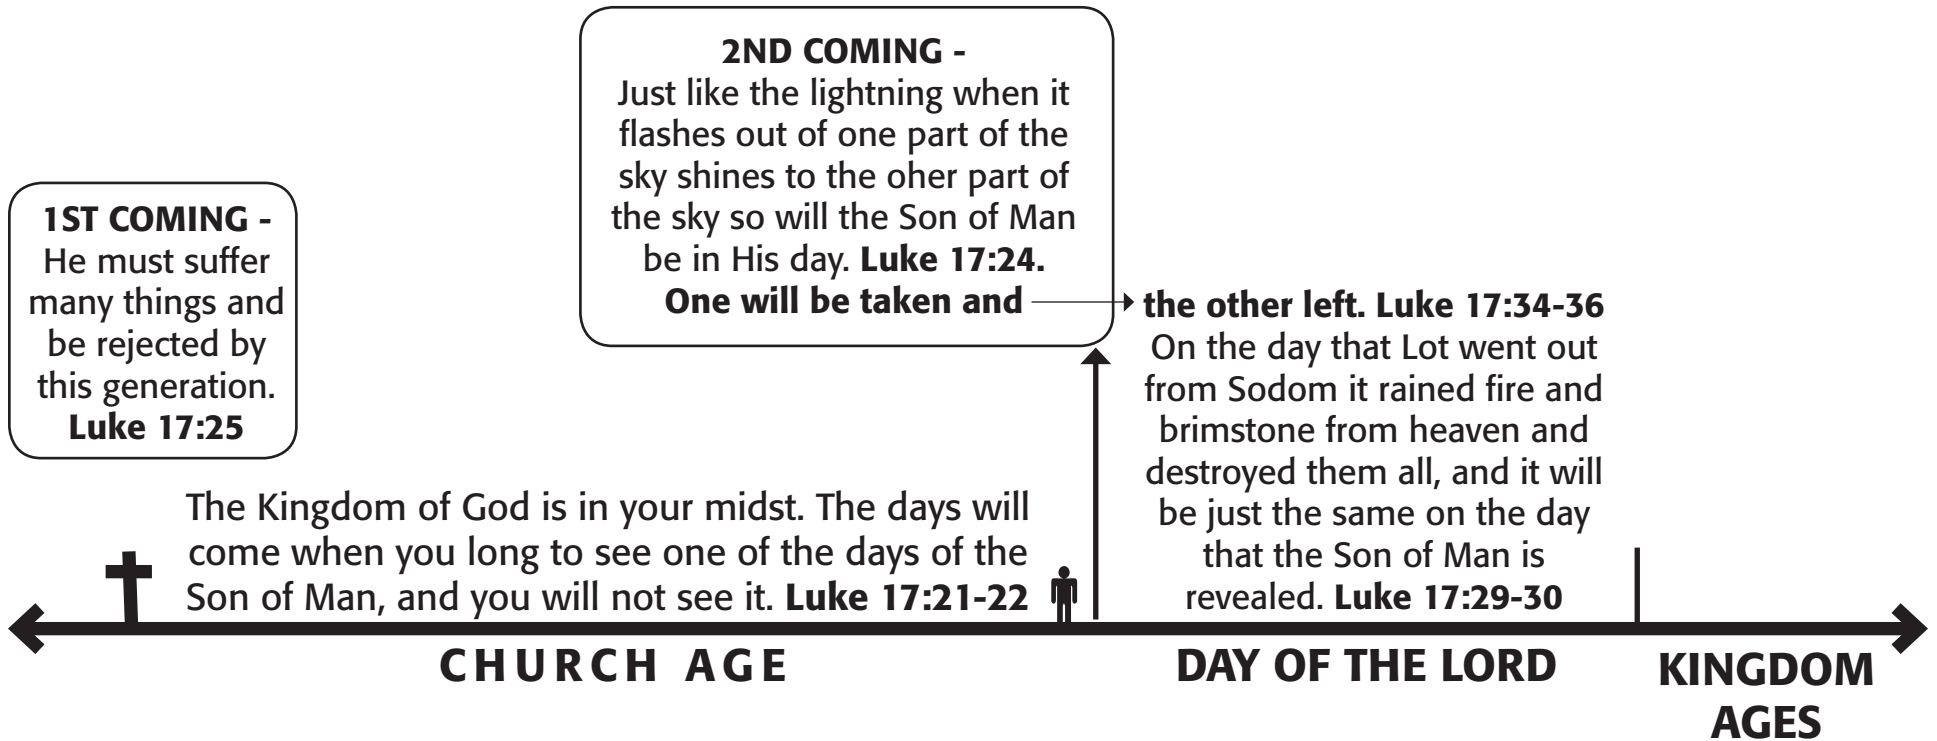 1ST COMING -
He must suffer
many things and
be rejected by
this generation.
Luke 17:25
2ND COMING -
Just like the lightning when it
flashes out of one part of the
sky shines to the oher part of
the sky so will the Son of Man
be in His day. Luke 17:24.
One will be taken and
the other left. Luke 17:34-36
On the day that Lot went out
from Sodom it rained fire and
brimstone from heaven and
destroyed them all, and it will
be just the same on the day
that the Son of Man is
revealed. Luke 17:29-30
The Kingdom of God is in your midst. The days will
come when you long to see one of the days of the
Son of Man, and you will not see it. Luke 17:21-22
CHURCH AGE
DAY OF THE LORD
KINGDOM
AGES